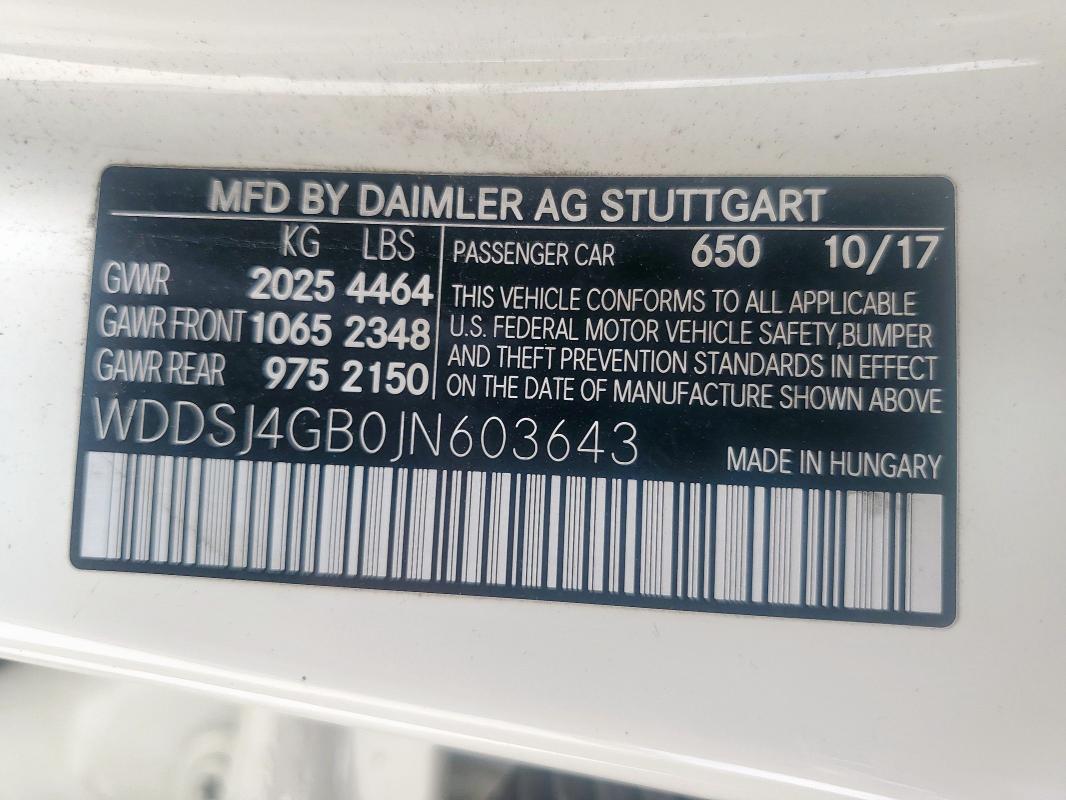 MFD BY DAIMLER AG STUTTGART
KG LBS
GVWR 2025 4464
GAWR FRONT 1065 2348
GAWR REAR 975 2150
PASSENGER CAR 650 10/17
THIS VEHICLE CONFORMS TO ALL APPLICABLE
U.S. FEDERAL MOTOR VEHICLE SAFETY, BUMPER
AND THEFT PREVENTION STANDARDS IN EFFECT
ON THE DATE OF MANUFACTURE SHOWN ABOVE
WDDSJ4GB0JN603643
MADE IN HUNGARY